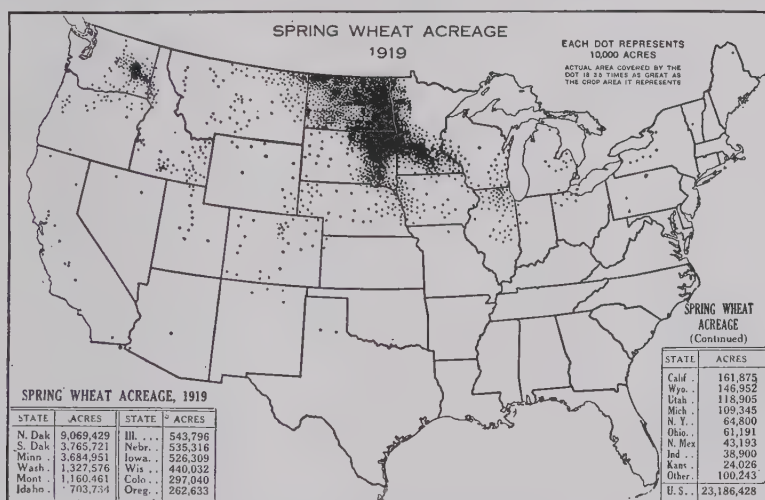 SPRING WHEAT ACREAGE
1919
EACH DOT REPRESENTS
10,000 ACRES
ACTUAL AREA COVERED BY THE
DOT IS 38 TIMES AS GREAT AS
THE CROP AREA IT REPRESENTS
SPRING WHEAT ACREAGE, 1919
STATE ACRES STATE ACRES
N. Dak 9,069,429 Ill. ... 543,796
S. Dak 3,765,721 Nebr.. 535,316
Minn . 3,684,951 Iowa.. 526,309
Wash . 1,327,576 Wis .. 440,032
Mont . 1,160,461 Colo.. 297,040
Idaho . 703,734 Oreg.. 262,633
SPRING WHEAT
ACREAGE
(Continued)
STATE ACRES
Calif . 161,875
Wyo.. 146,952
Utah . 118,905
Mich . 109,345
N. Y.. 64,800
Ohio.. 61,191
N. Mex 43,193
Ind .. 38,900
Kans . 24,026
Other. 100,243
U. S.. 23,186,428